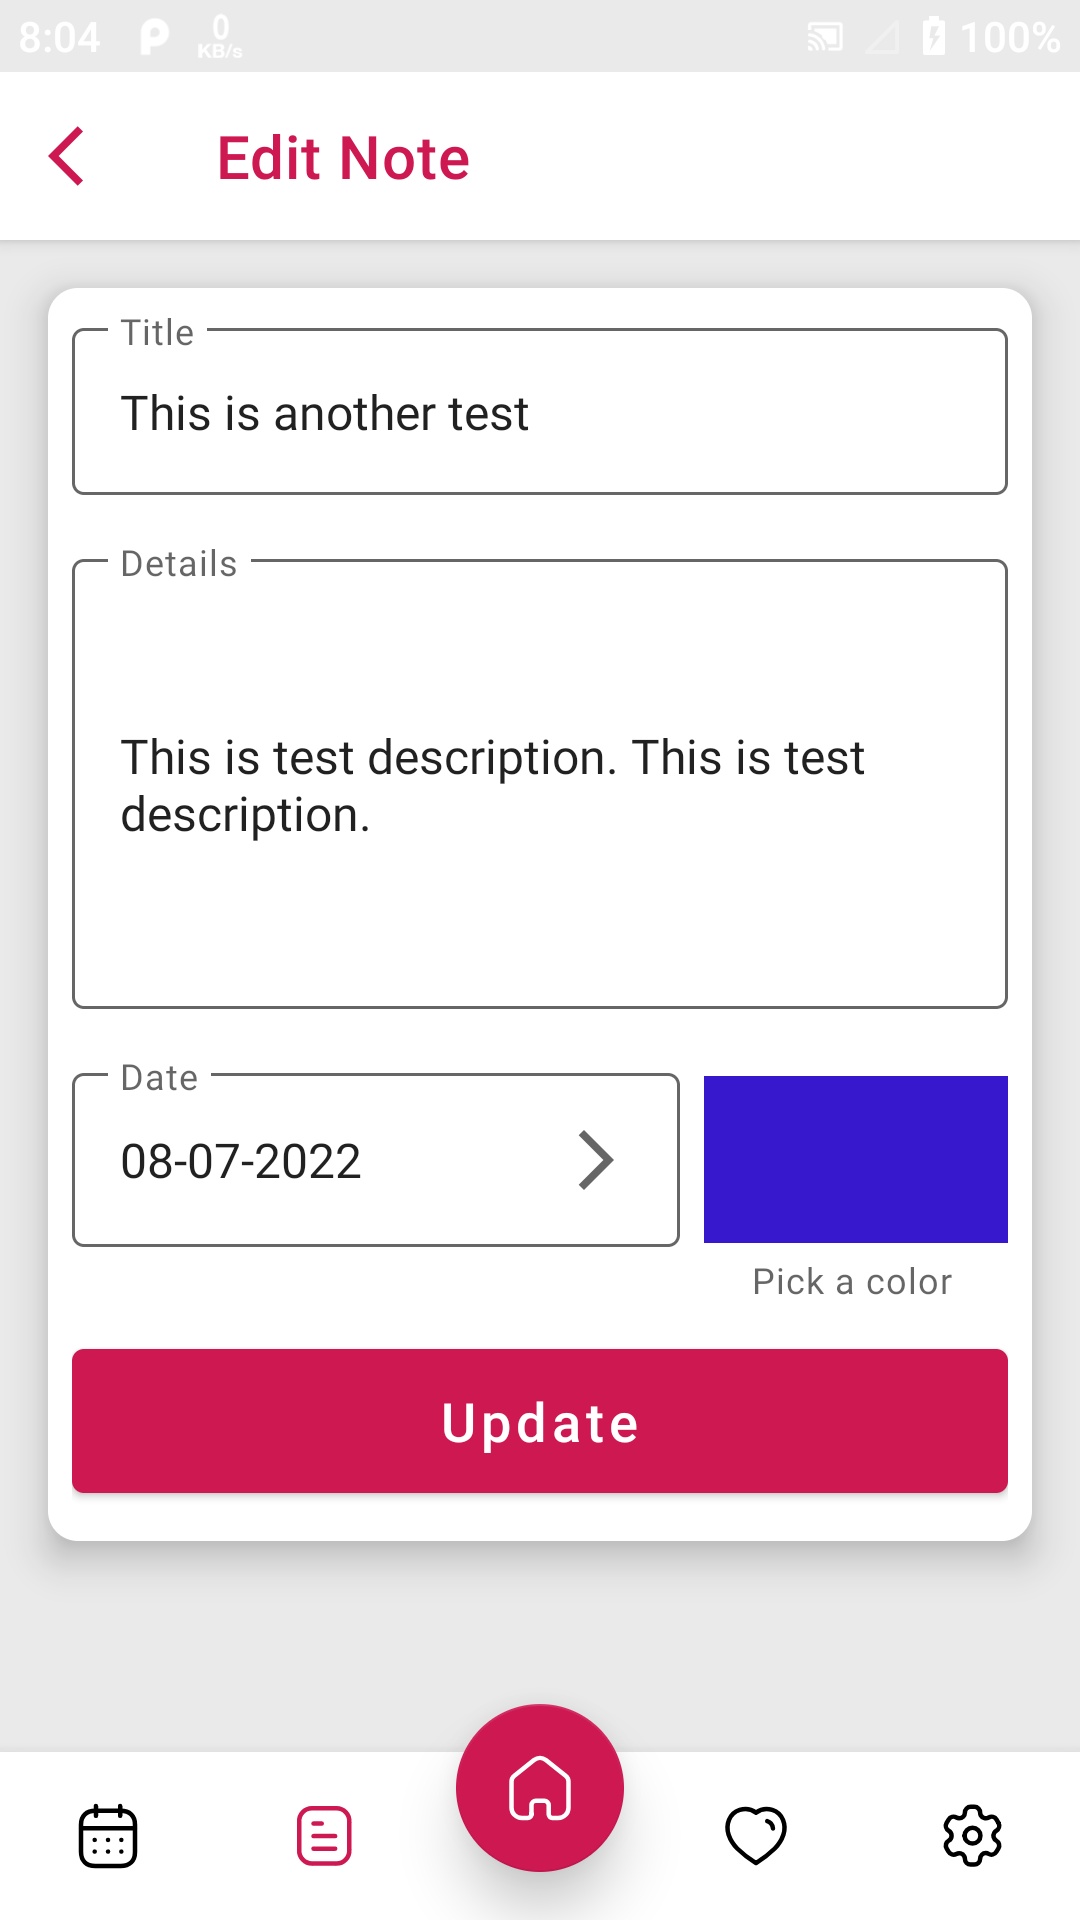 8:04
0
KB/s
100%
Edit Note
Title
This is another test
Details
This is test description. This is test
description.
Date
08-07-2022
Pick a color
Update